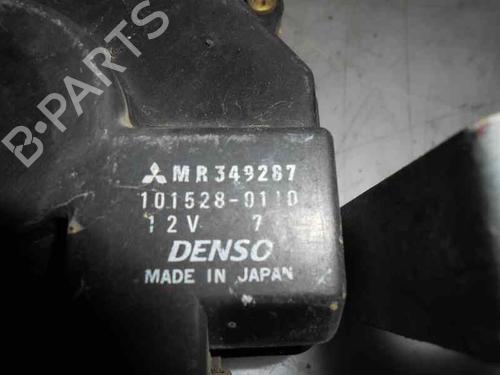 B-PARTS
MR349287
101528-0110
12V 7
DENSO
MADE IN JAPAN